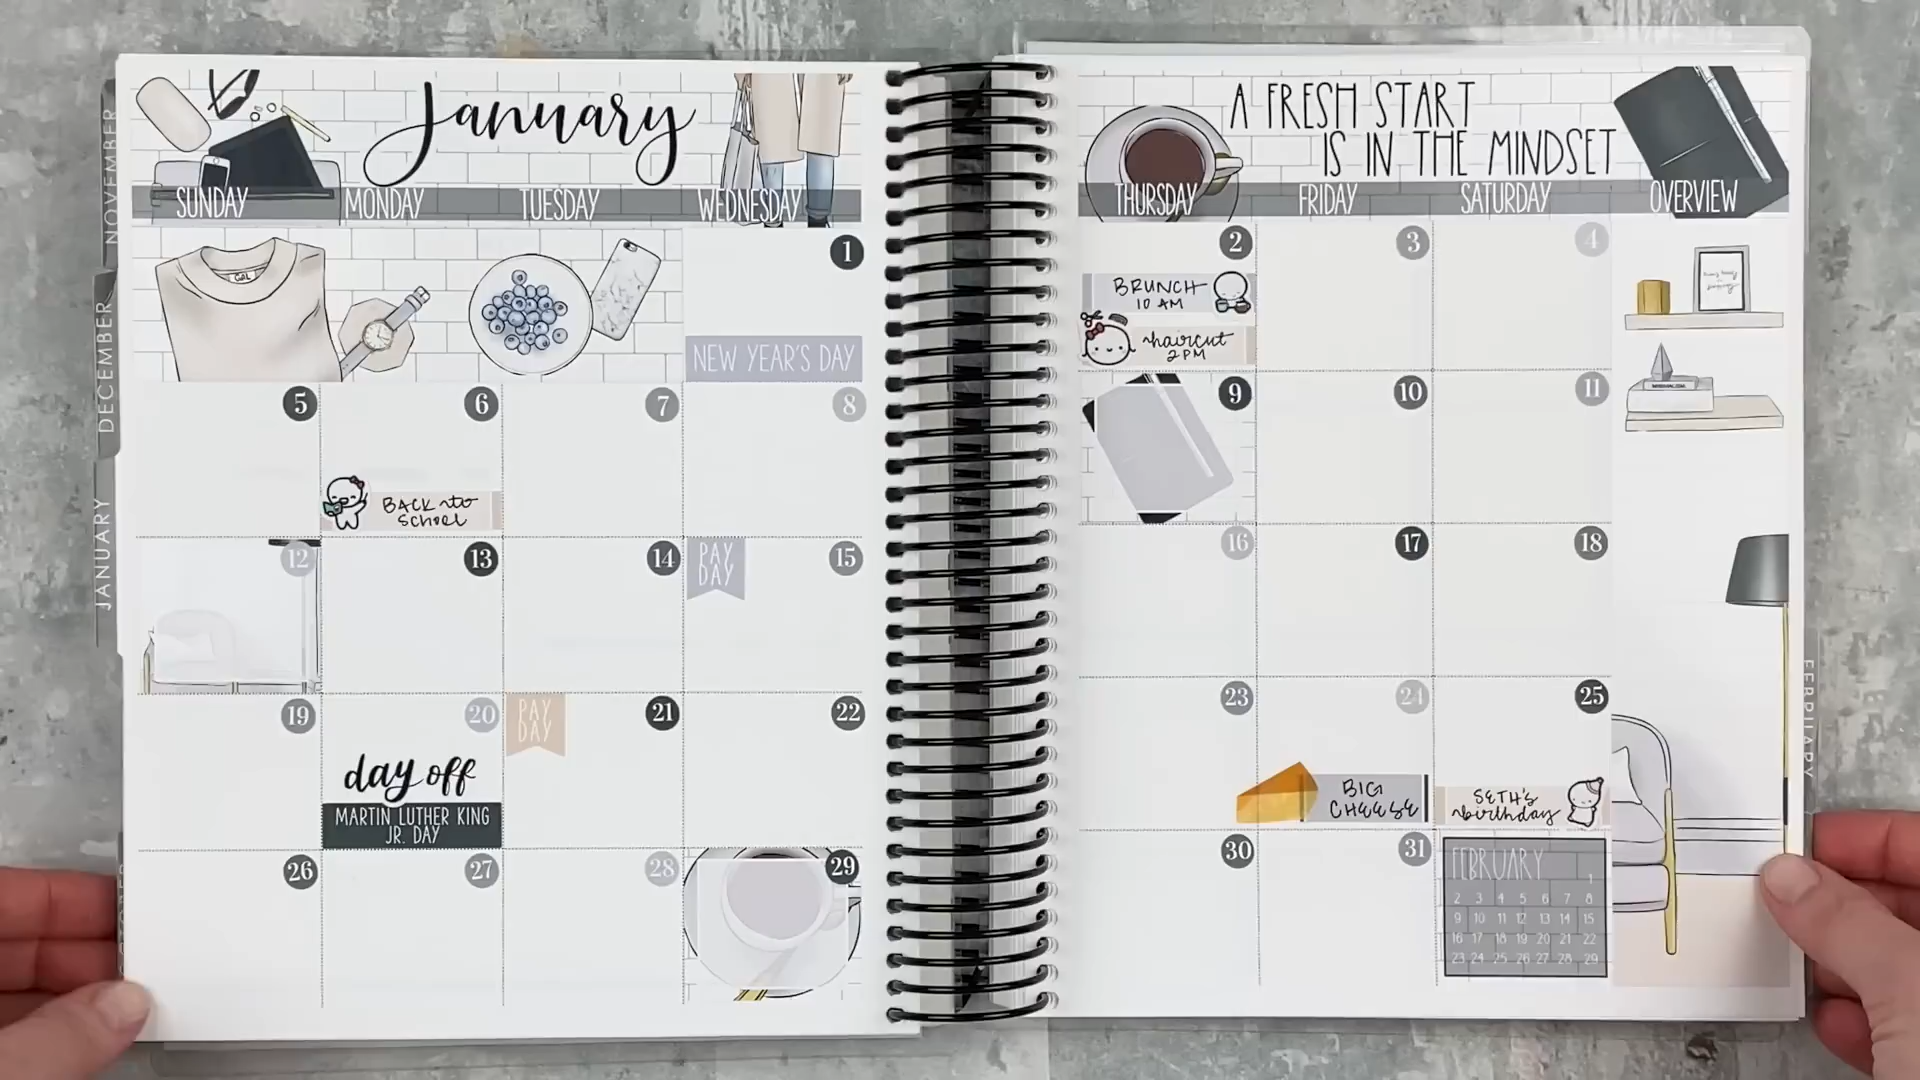 January
A FRESH START
IS IN THE MINDSET
SUNDAY MONDAY TUESDAY WEDNESDAY THURSDAY FRIDAY SATURDAY OVERVIEW
NOVEMBER
DECEMBER
JANUARY
FEBRUARY
GRL
1
NEW YEAR'S DAY
2
BRUNCH
10 AM
haircut
2 PM
3
4
5
6
BACK to
SCHOOL
7
8
9
10
11
12
13
14
PAY
DAY
15
16
17
18
19
20
day off
MARTIN LUTHER KING
JR. DAY
PAY
DAY
21
22
23
24
BIG
CHEESE
25
SETH'S
birthday
26
27
28
29
30
31
FEBRUARY
1
2 3 4 5 6 7 8
9 10 11 12 13 14 15
16 17 18 19 20 21 22
23 24 25 26 27 28 29
MINIMALISM